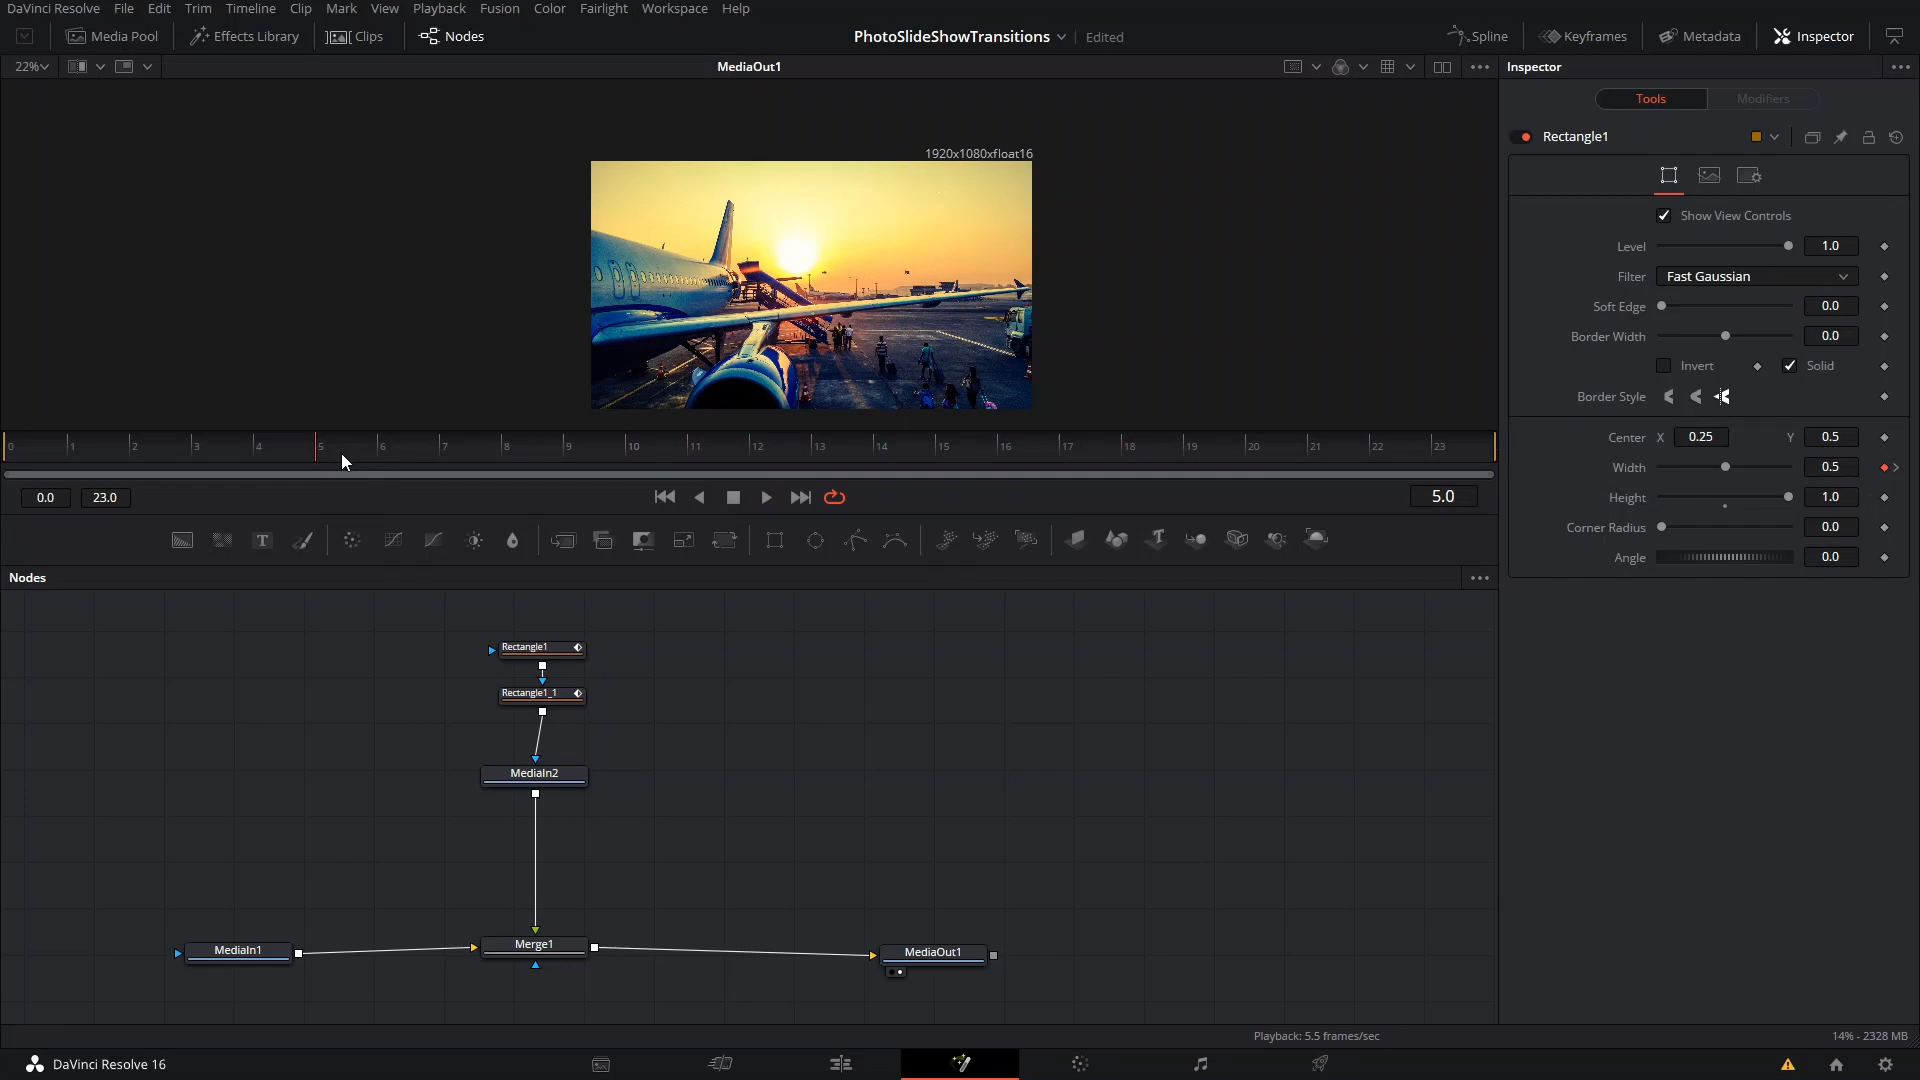 DaVinci Resolve File Edit Trim Timeline Clip Mark View Playback Fusion Color Fairlight Workspace Help
Media Pool Effects Library Clips Nodes PhotoSlideShowTransitions Edited Spline Keyframes Metadata Inspector
22% MediaOut1 Inspector
Tools Modifiers
Rectangle1
1920x1080xfloat16
Show View Controls
Level 1.0
Filter Fast Gaussian
Soft Edge 0.0
Border Width 0.0
Invert Solid
Border Style
Center X 0.25 Y 0.5
Width 0.5
Height 1.0
Corner Radius 0.0
Angle 0.0
0 1 2 3 4 5 6 7 8 9 10 11 12 13 14 15 16 17 18 19 20 21 22 23
0.0 23.0 5.0
T
Nodes
Rectangle1
Rectangle1_1
MediaIn2
MediaIn1 Merge1 MediaOut1
Playback: 5.5 frames/sec 14% - 2328 MB
DaVinci Resolve 16